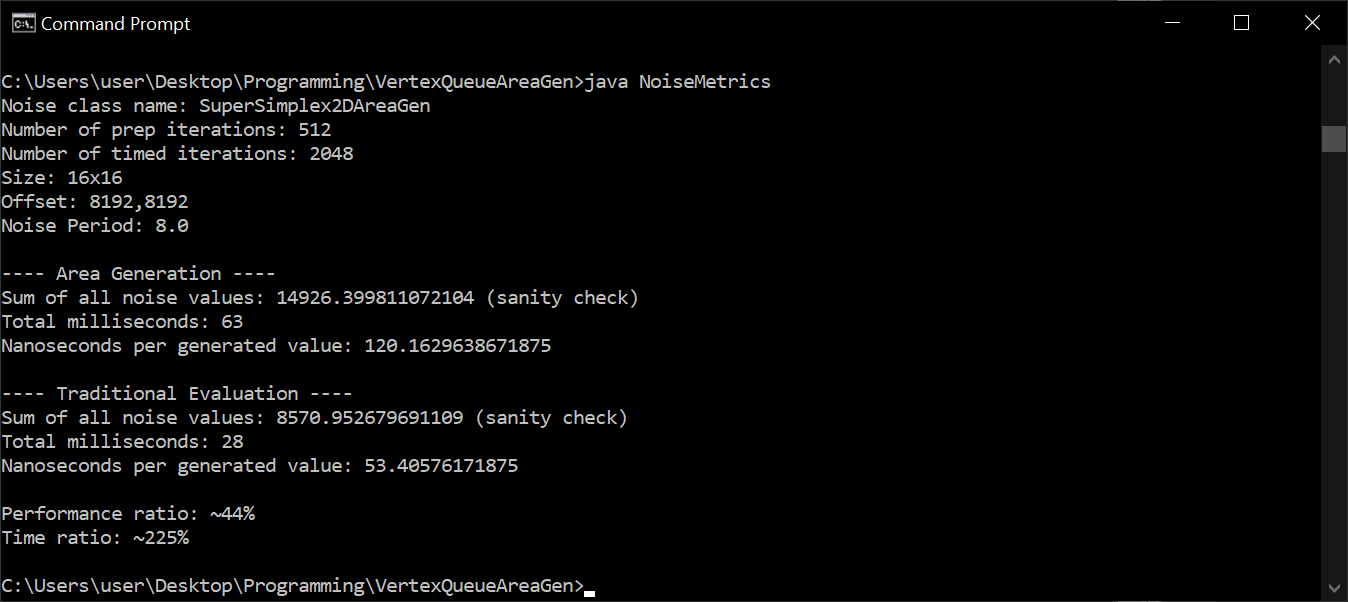 Command Prompt
C:\Users\user\Desktop\Programming\VertexQueueAreaGen>java NoiseMetrics
Noise class name: SuperSimplex2DAreaGen
Number of prep iterations: 512
Number of timed iterations: 2048
Size: 16x16
Offset: 8192,8192
Noise Period: 8.0
---- Area Generation ----
Sum of all noise values: 14926.399811072104 (sanity check)
Total milliseconds: 63
Nanoseconds per generated value: 120.1629638671875
---- Traditional Evaluation ----
Sum of all noise values: 8570.952679691109 (sanity check)
Total milliseconds: 28
Nanoseconds per generated value: 53.40576171875
Performance ratio: ~44%
Time ratio: ~225%
C:\Users\user\Desktop\Programming\VertexQueueAreaGen>